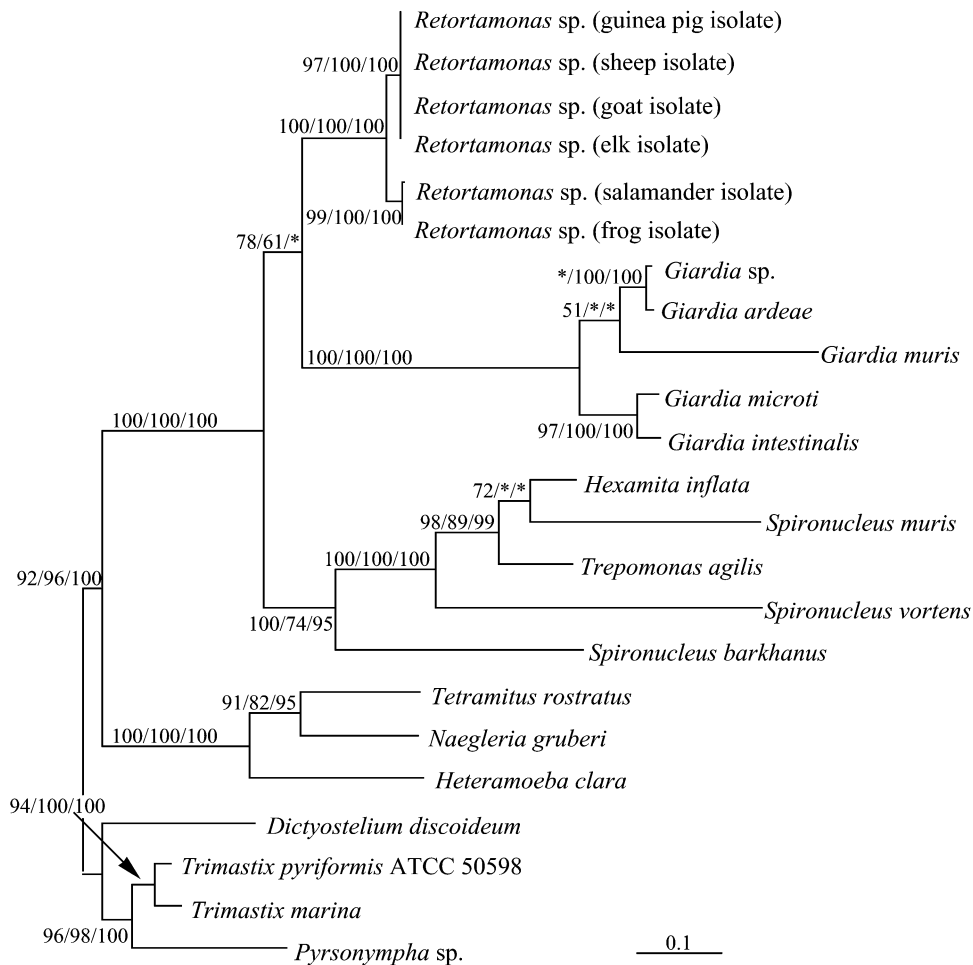 Retortamonas sp. (guinea pig isolate)
97/100/100
Retortamonas sp. (sheep isolate)
Retortamonas sp. (goat isolate)
100/100/100
Retortamonas sp. (elk isolate)
Retortamonas sp. (salamander isolate)
99/100/100
Retortamonas sp. (frog isolate)
78/61/*
Giardia sp.
*/100/100
51/*/*
Giardia ardeae
100/100/100
Giardia muris
Giardia microti
100/100/100
97/100/100
Giardia intestinalis
Hexamita inflata
72/*/*
98/89/99
Spironucleus muris
100/100/100
Trepomonas agilis
92/96/100
Spironucleus vortens
100/74/95
Spironucleus barkhanus
Tetramitus rostratus
91/82/95
100/100/100
Naegleria gruberi
Heteramoeba clara
94/100/100
Dictyostelium discoideum
Trimastix pyriformis ATCC 50598
Trimastix marina
96/98/100
Pyrsonympha sp.
0.1